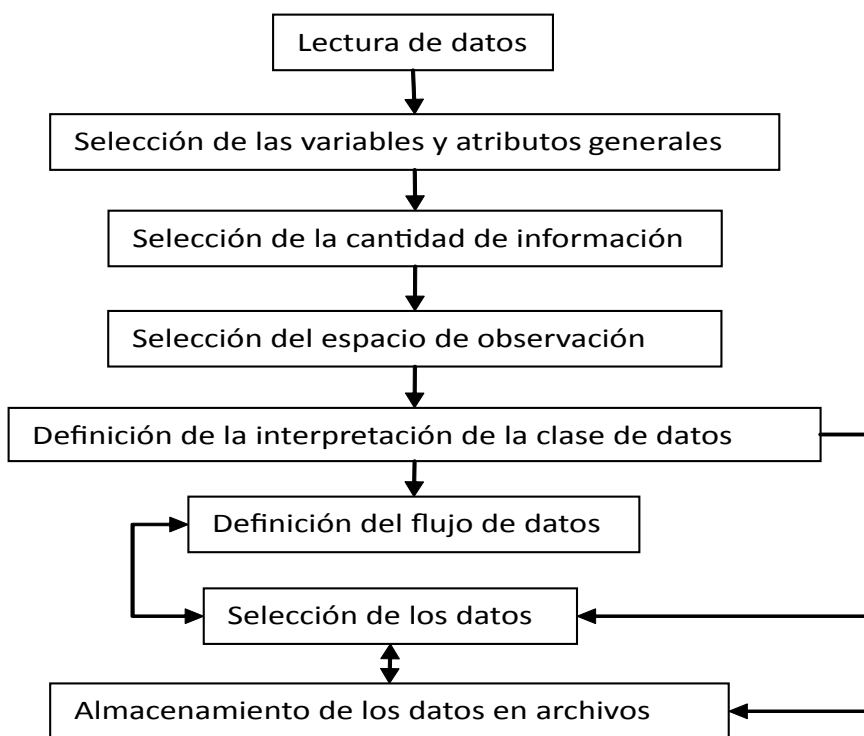 Lectura de datos
Selección de las variables y atributos generales
Selección de la cantidad de información
Selección del espacio de observación
Definición de la interpretación de la clase de datos
Definición del flujo de datos
Selección de los datos
Almacenamiento de los datos en archivos